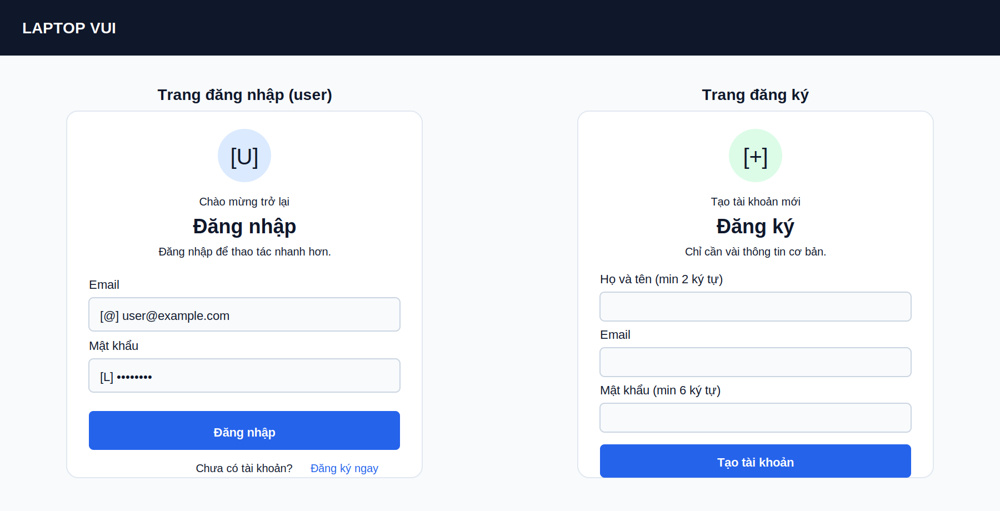 LAPTOP VUI
Trang đăng nhập (user)
[U]
Chào mừng trở lại
Đăng nhập
Đăng nhập để thao tác nhanh hơn.
Email
[@] user@example.com
Mật khẩu
[L] ••••••••
Đăng nhập
Chưa có tài khoản? Đăng ký ngay
Trang đăng ký
[+]
Tạo tài khoản mới
Đăng ký
Chỉ cần vài thông tin cơ bản.
Họ và tên (min 2 ký tự)
Email
Mật khẩu (min 6 ký tự)
Tạo tài khoản